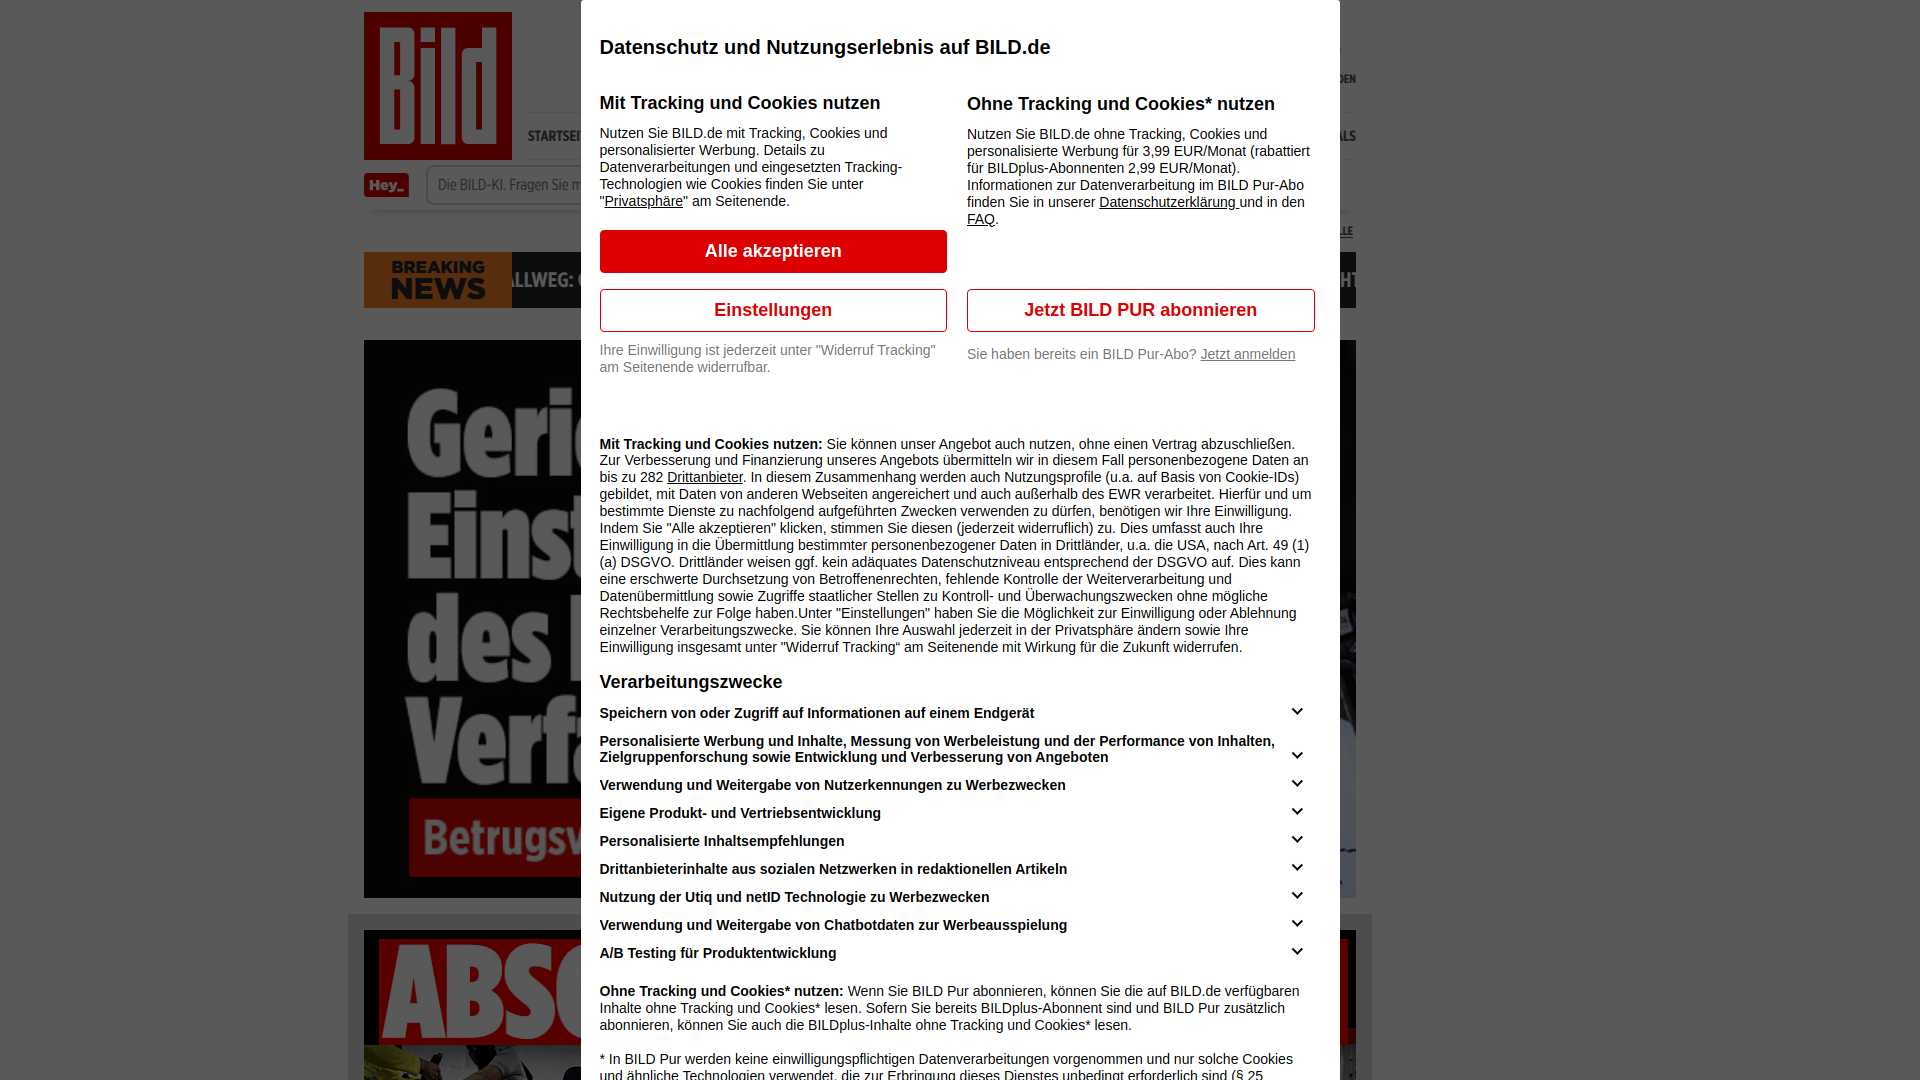 Bild
DEN
STARTSEI
ALS
Hey_
Die BILD-KI. Fragen Sie m
LLE
BREAKING
NEWS
ALLWEG:
HT
Geri
Einst
des
Verfa
Betrugsv
ABSO
Datenschutz und Nutzungserlebnis auf BILD.de
Mit Tracking und Cookies nutzen
Nutzen Sie BILD.de mit Tracking, Cookies und
personalisierter Werbung. Details zu
Datenverarbeitungen und eingesetzten Tracking-
Technologien wie Cookies finden Sie unter
"Privatsphäre" am Seitenende.
Alle akzeptieren
Einstellungen
Ihre Einwilligung ist jederzeit unter "Widerruf Tracking"
am Seitenende widerrufbar.
Ohne Tracking und Cookies* nutzen
Nutzen Sie BILD.de ohne Tracking, Cookies und
personalisierte Werbung für 3,99 EUR/Monat (rabattiert
für BILDplus-Abonnenten 2,99 EUR/Monat).
Informationen zur Datenverarbeitung im BILD Pur-Abo
finden Sie in unserer Datenschutzerklärung und in den
FAQ.
Jetzt BILD PUR abonnieren
Sie haben bereits ein BILD Pur-Abo? Jetzt anmelden
Mit Tracking und Cookies nutzen: Sie können unser Angebot auch nutzen, ohne einen Vertrag abzuschließen.
Zur Verbesserung und Finanzierung unseres Angebots übermitteln wir in diesem Fall personenbezogene Daten an
bis zu 282 Drittanbieter. In diesem Zusammenhang werden auch Nutzungsprofile (u.a. auf Basis von Cookie-IDs)
gebildet, mit Daten von anderen Webseiten angereichert und auch außerhalb des EWR verarbeitet. Hierfür und um
bestimmte Dienste zu nachfolgend aufgeführten Zwecken verwenden zu dürfen, benötigen wir Ihre Einwilligung.
Indem Sie "Alle akzeptieren" klicken, stimmen Sie diesen (jederzeit widerruflich) zu. Dies umfasst auch Ihre
Einwilligung in die Übermittlung bestimmter personenbezogener Daten in Drittländer, u.a. die USA, nach Art. 49 (1)
(a) DSGVO. Drittländer weisen ggf. kein adäquates Datenschutzniveau entsprechend der DSGVO auf. Dies kann
eine erschwerte Durchsetzung von Betroffenenrechten, fehlende Kontrolle der Weiterverarbeitung und
Datenübermittlung sowie Zugriffe staatlicher Stellen zu Kontroll- und Überwachungszwecken ohne mögliche
Rechtsbehelfe zur Folge haben.Unter "Einstellungen" haben Sie die Möglichkeit zur Einwilligung oder Ablehnung
einzelner Verarbeitungszwecke. Sie können Ihre Auswahl jederzeit in der Privatsphäre ändern sowie Ihre
Einwilligung insgesamt unter "Widerruf Tracking“ am Seitenende mit Wirkung für die Zukunft widerrufen.
Verarbeitungszwecke
Speichern von oder Zugriff auf Informationen auf einem Endgerät
Personalisierte Werbung und Inhalte, Messung von Werbeleistung und der Performance von Inhalten,
Zielgruppenforschung sowie Entwicklung und Verbesserung von Angeboten
Verwendung und Weitergabe von Nutzerkennungen zu Werbezwecken
Eigene Produkt- und Vertriebsentwicklung
Personalisierte Inhaltsempfehlungen
Drittanbieterinhalte aus sozialen Netzwerken in redaktionellen Artikeln
Nutzung der Utiq und netID Technologie zu Werbezwecken
Verwendung und Weitergabe von Chatbotdaten zur Werbeausspielung
A/B Testing für Produktentwicklung
Ohne Tracking und Cookies* nutzen: Wenn Sie BILD Pur abonnieren, können Sie die auf BILD.de verfügbaren
Inhalte ohne Tracking und Cookies* lesen. Sofern Sie bereits BILDplus-Abonnent sind und BILD Pur zusätzlich
abonnieren, können Sie auch die BILDplus-Inhalte ohne Tracking und Cookies* lesen.
* In BILD Pur werden keine einwilligungspflichtigen Datenverarbeitungen vorgenommen und nur solche Cookies
und ähnliche Technologien verwendet, die zur Erbringung dieses Dienstes unbedingt erforderlich sind (§ 25